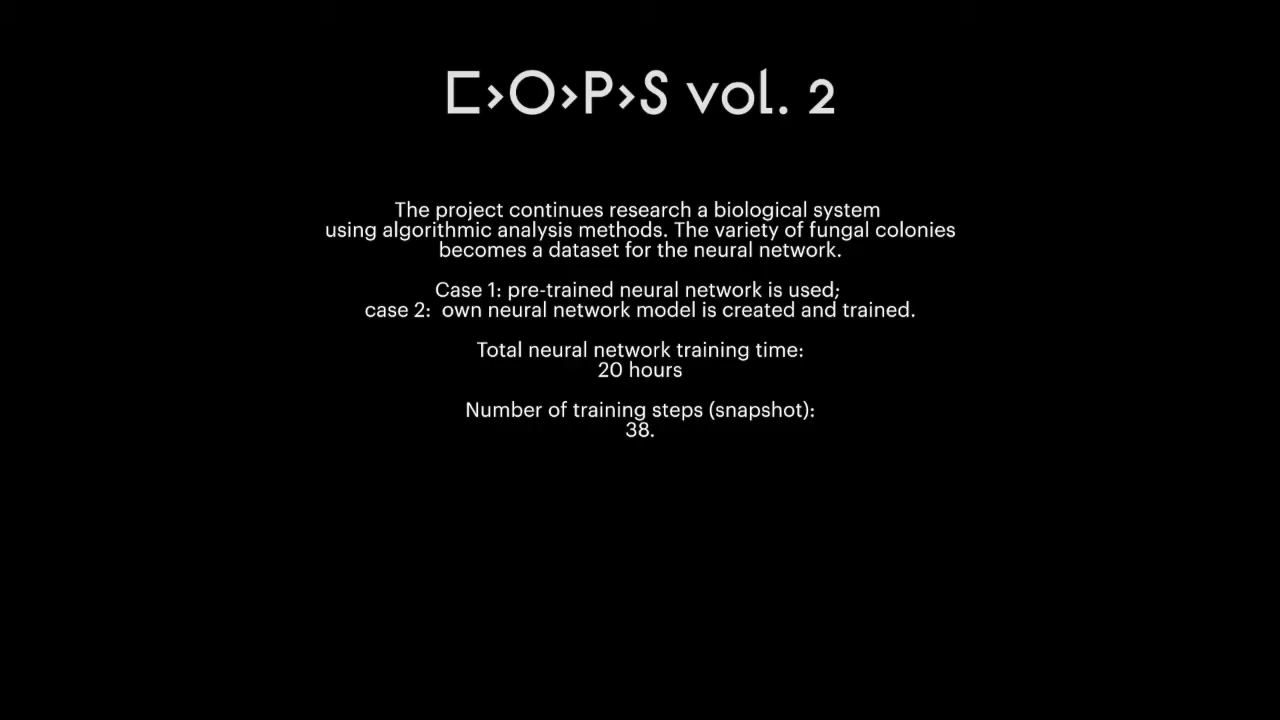 C›O›P›S vol. 2
The project continues research a biological system
using algorithmic analysis methods. The variety of fungal colonies
becomes a dataset for the neural network.
Case 1: pre-trained neural network is used;
case 2: own neural network model is created and trained.
Total neural network training time:
20 hours
Number of training steps (snapshot):
38.